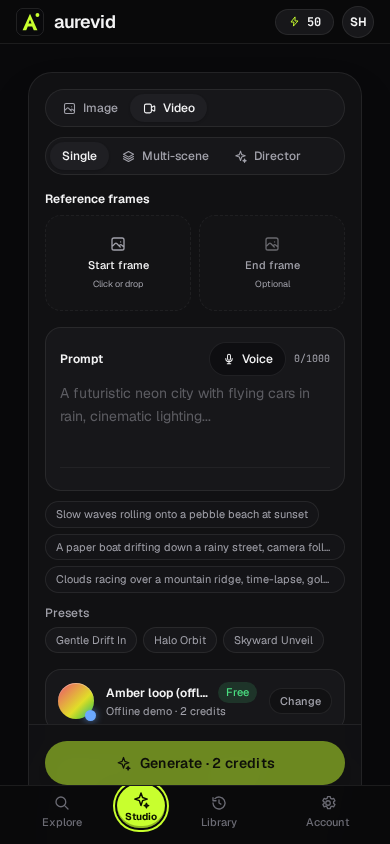 aurevid
50
SH
Image
Video
Single
Multi-scene
Director
Reference frames
Start frame
Click or drop
End frame
Optional
Prompt
Voice
0/1000
A futuristic neon city with flying cars in
rain, cinematic lighting...
Slow waves rolling onto a pebble beach at sunset
A paper boat drifting down a rainy street, camera foll...
Clouds racing over a mountain ridge, time-lapse, gol...
Presets
Gentle Drift In
Halo Orbit
Skyward Unveil
Amber loop (offl...
Free
Offline demo · 2 credits
Change
Generate · 2 credits
Explore
Studio
Library
Account